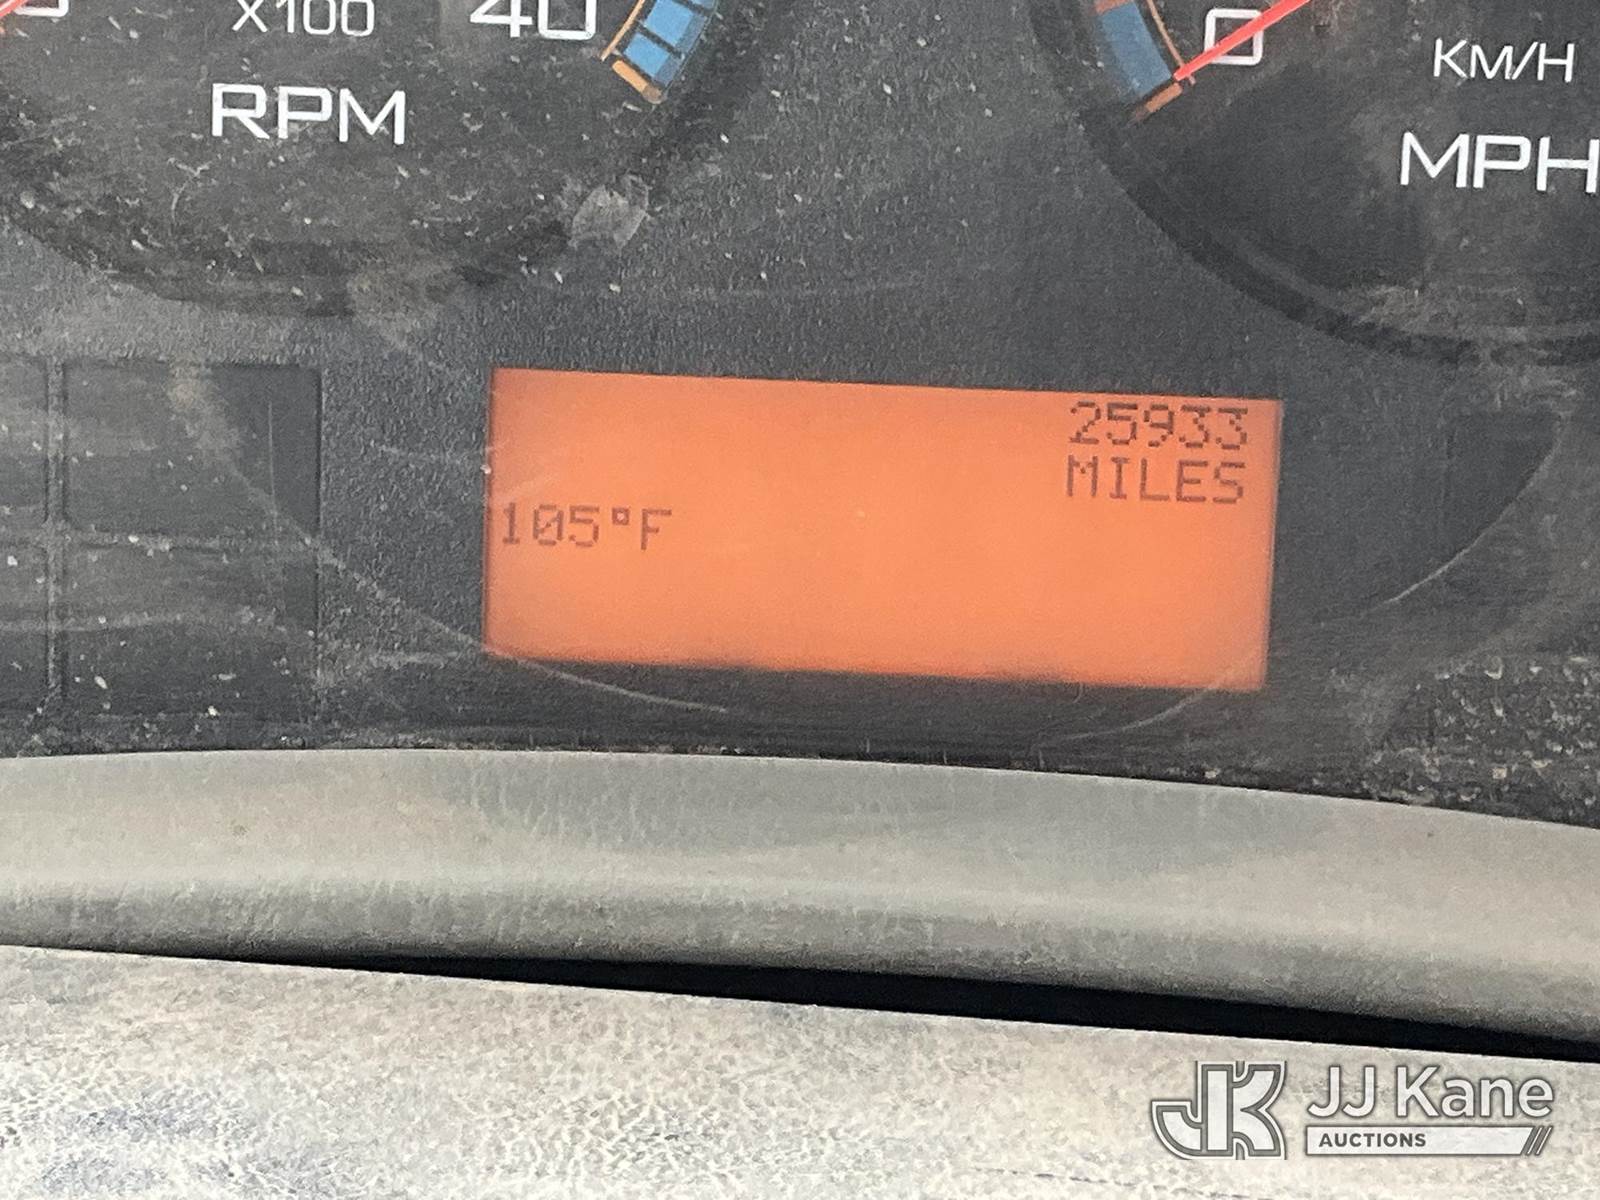 X100
40
RPM
0
KM/H
MPH
25933
MILES
105°F
JJ Kane
AUCTIONS